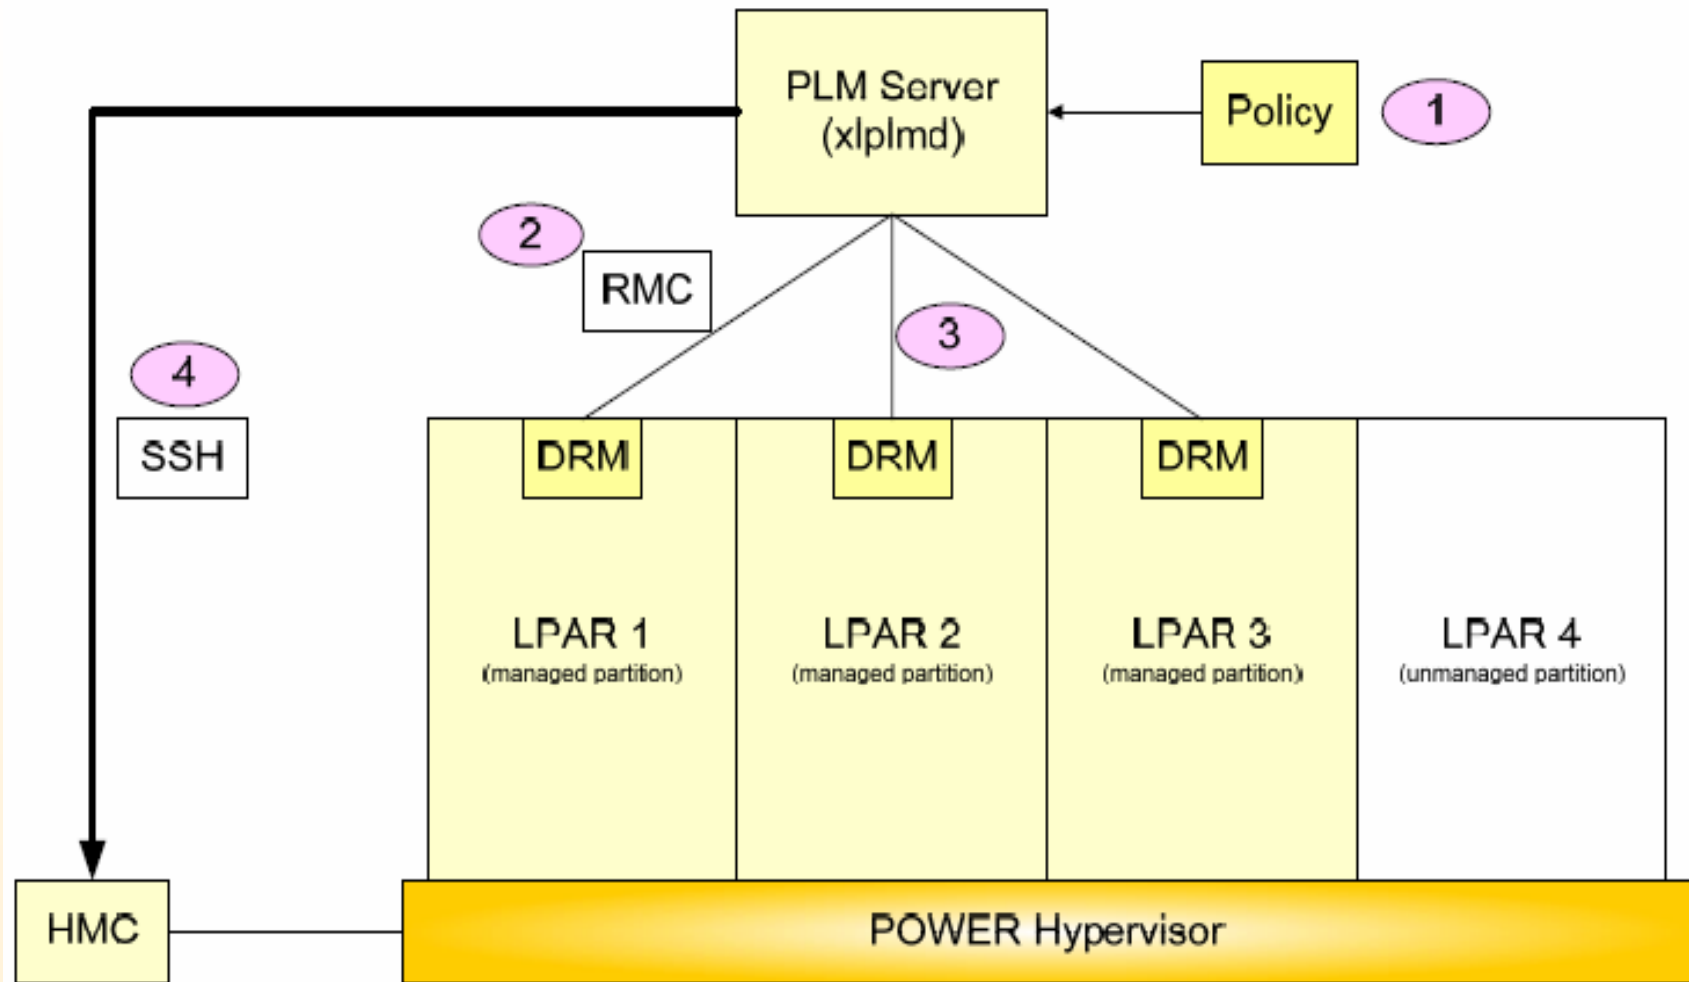 PLM Server
(xlplmd)
Policy
1
2
RMC
3
4
SSH
DRM
DRM
DRM
LPAR 1
(managed partition)
LPAR 2
(managed partition)
LPAR 3
(managed partition)
LPAR 4
(unmanaged partition)
HMC
POWER Hypervisor